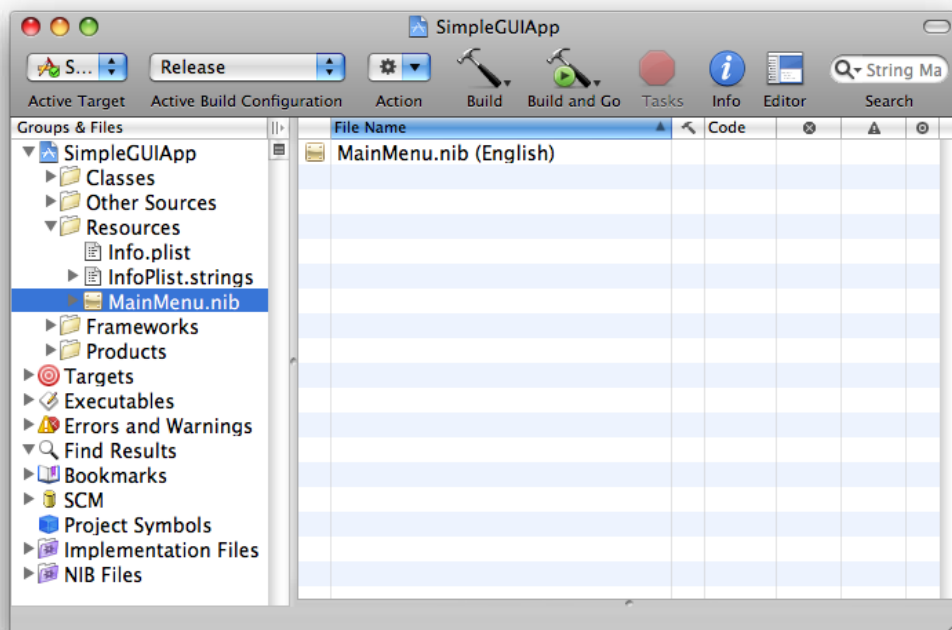 SimpleGUIApp
S... Release String Ma
Active Target Active Build Configuration Action Build Build and Go Tasks Info Editor Search
Groups & Files File Name Code
SimpleGUIApp MainMenu.nib (English)
Classes
Other Sources
Resources
Info.plist
InfoPlist.strings
MainMenu.nib
Frameworks
Products
Targets
Executables
Errors and Warnings
Find Results
Bookmarks
SCM
Project Symbols
Implementation Files
NIB Files